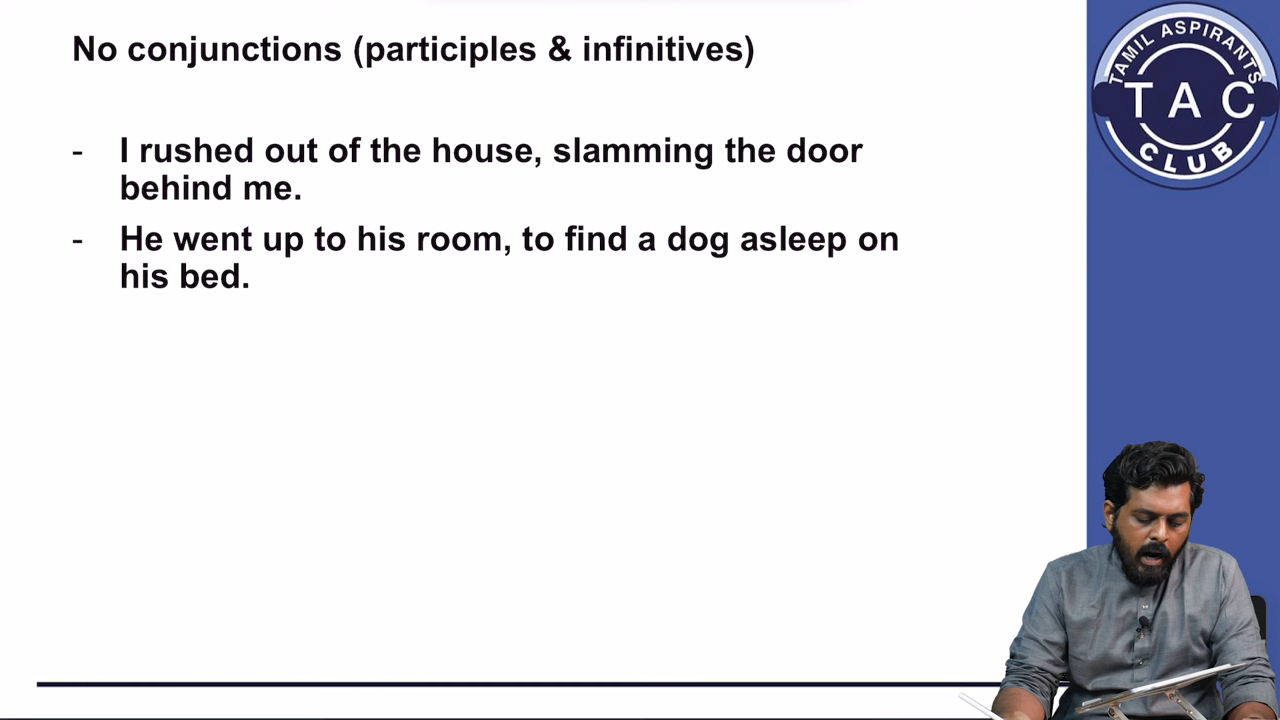 No conjunctions (participles & infinitives)
- I rushed out of the house, slamming the door
behind me.
- He went up to his room, to find a dog asleep on
his bed.
TAMIL ASPIRANTS
TAC
CLUB